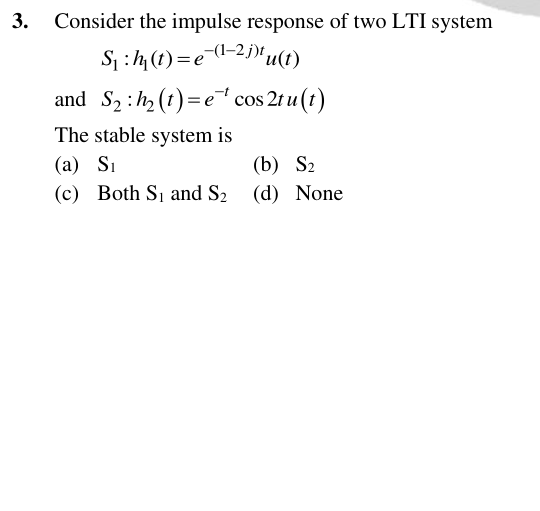 3. Consider the impulse response of two LTI system
S₁ : h₁(t) = e^{-(1-2j)t} u(t)
and S₂ : h₂(t) = e^{-t} cos 2t u(t)
The stable system is
(a) S₁ (b) S₂
(c) Both S₁ and S₂ (d) None